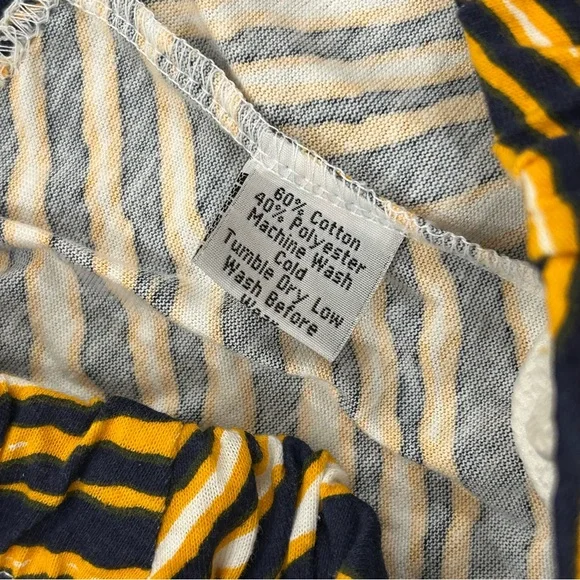 60% Cotton
40% Polyester
Machine Wash
Cold
Tumble Dry Low
Wash Before